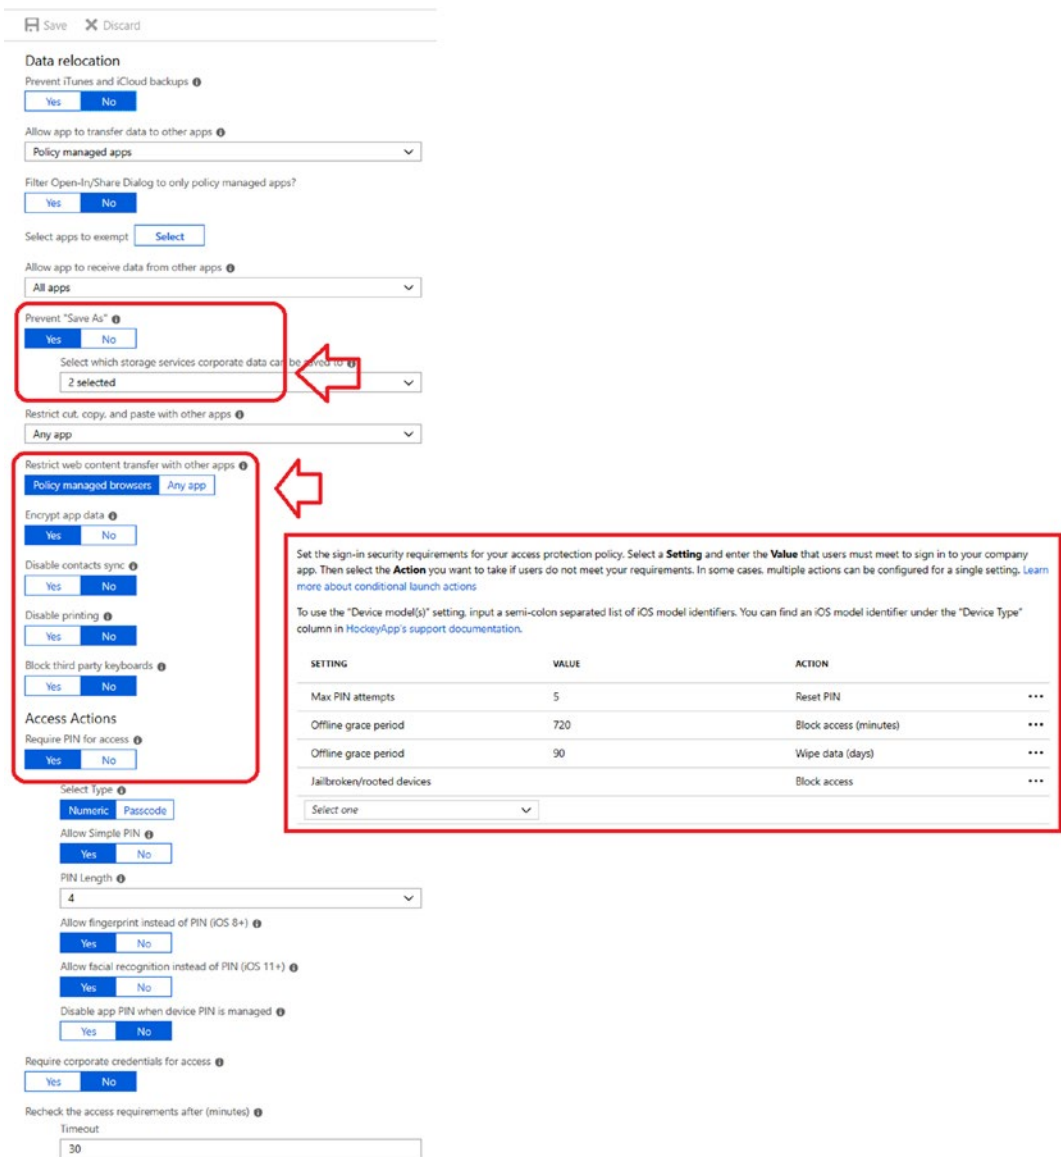 Save Discard
Data relocation
Prevent iTunes and iCloud backups
Yes No
Allow app to transfer data to other apps
Policy managed apps
Filter Open-In/Share Dialog to only policy managed apps?
Yes No
Select apps to exempt Select
Allow app to receive data from other apps
All apps
Prevent "Save As"
Yes No
Select which storage services corporate data can be saved to
2 selected
Restrict cut, copy, and paste with other apps
Any app
Restrict web content transfer with other apps
Policy managed browsers Any app
Encrypt app data
Yes No
Disable contacts sync
Yes No
Disable printing
Yes No
Block third party keyboards
Yes No
Access Actions
Require PIN for access
Yes No
Select Type
Numeric Passcode
Allow Simple PIN
Yes No
PIN Length
4
Allow fingerprint instead of PIN (iOS 8+)
Yes No
Allow facial recognition instead of PIN (iOS 11+)
Yes No
Disable app PIN when device PIN is managed
Yes No
Require corporate credentials for access
Yes No
Recheck the access requirements after (minutes)
Timeout
30
Set the sign-in security requirements for your access protection policy. Select a Setting and enter the Value that users must meet to sign in to your company
app. Then select the Action you want to take if users do not meet your requirements. In some cases, multiple actions can be configured for a single setting. Learn
more about conditional launch actions
To use the "Device model(s)" setting, input a semi-colon separated list of iOS model identifiers. You can find an iOS model identifier under the "Device Type"
column in HockeyApp's support documentation.
SETTING VALUE ACTION
Max PIN attempts 5 Reset PIN
Offline grace period 720 Block access (minutes)
Offline grace period 90 Wipe data (days)
Jailbroken/rooted devices Block access
Select one